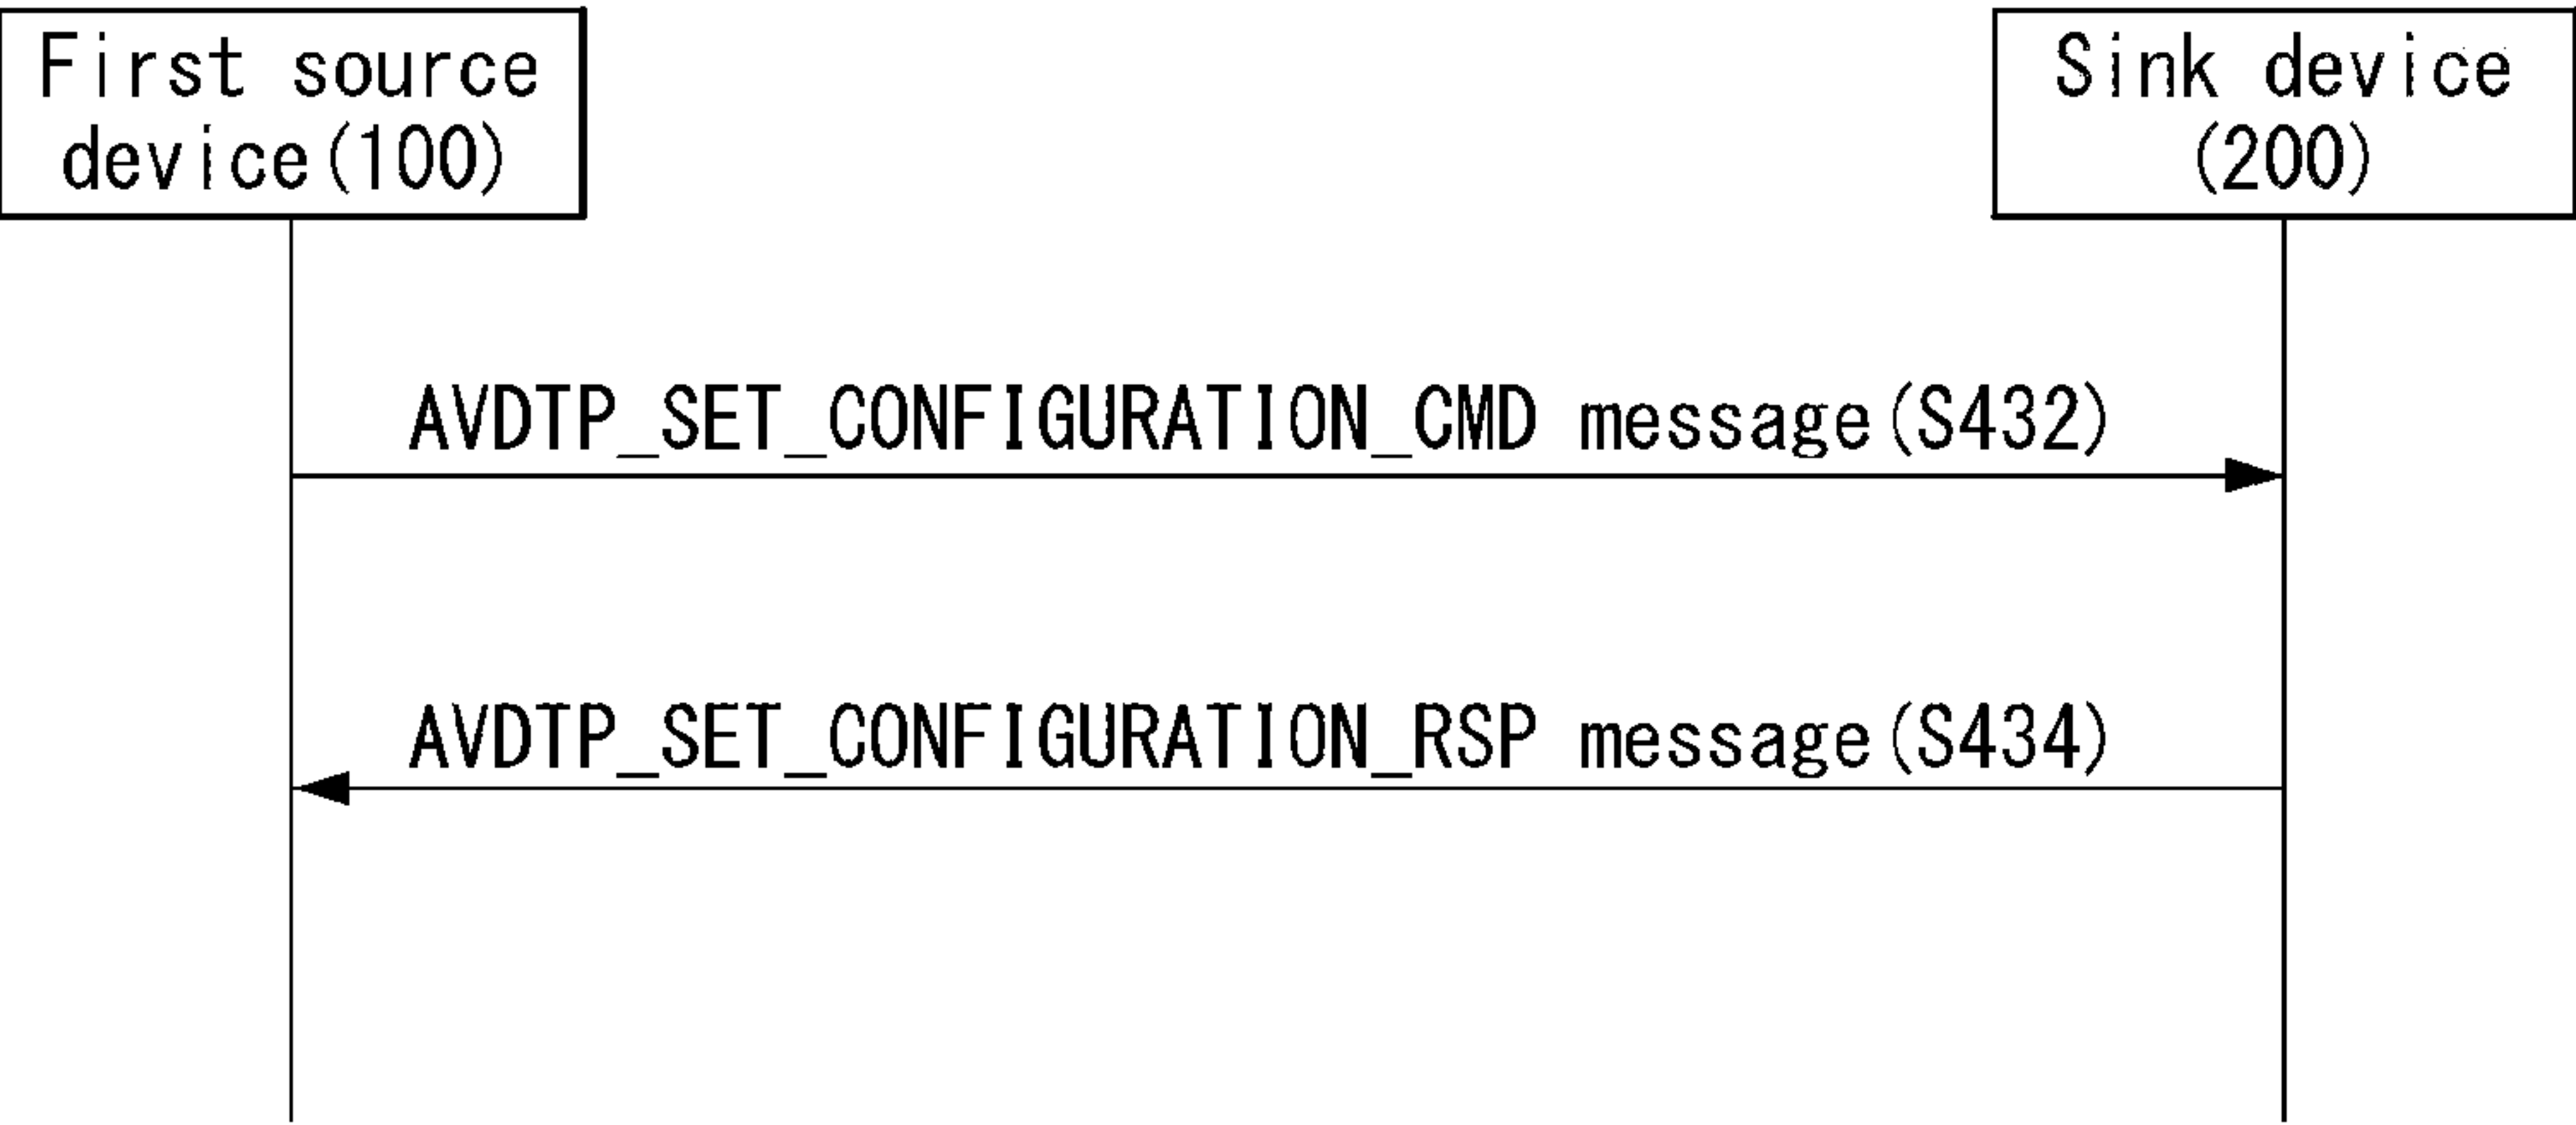 First source
device(100)
Sink device
(200)
AVDTP_SET_CONFIGURATION_CMD message(S432)
AVDTP_SET_CONFIGURATION_RSP message(S434)